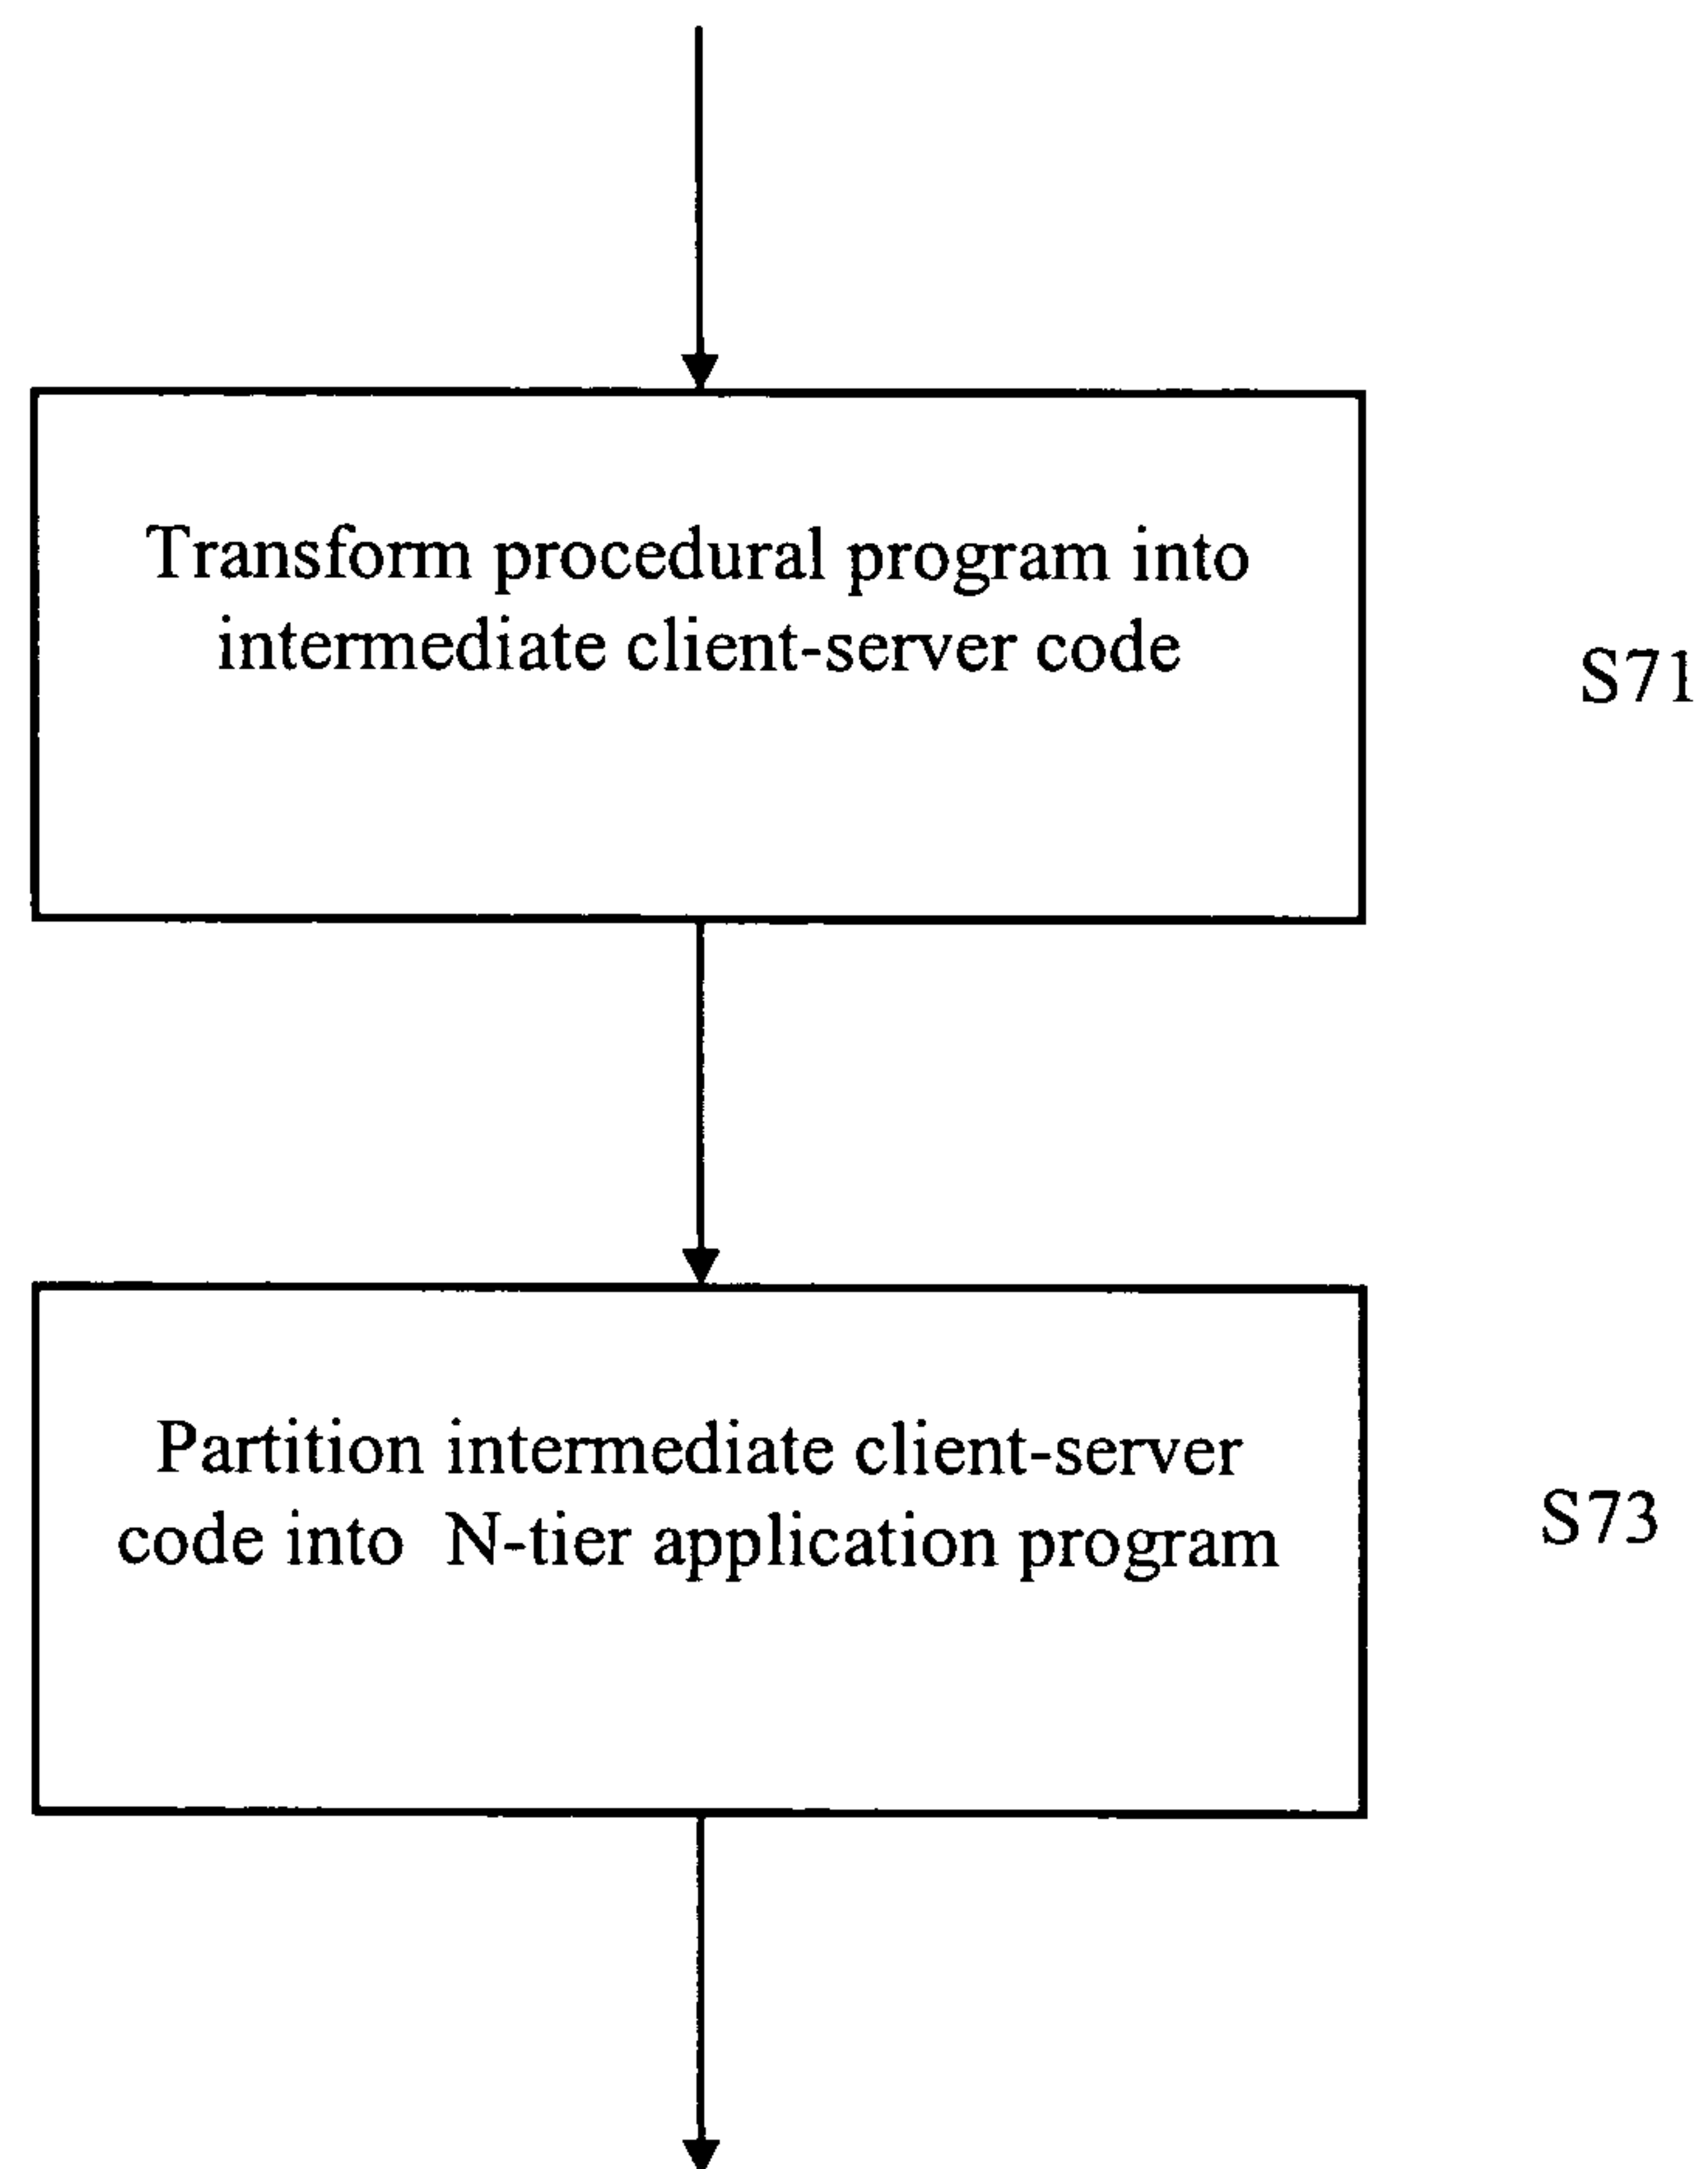 Transform procedural program into
intermediate client-server code
S71
Partition intermediate client-server
code into N-tier application program
S73